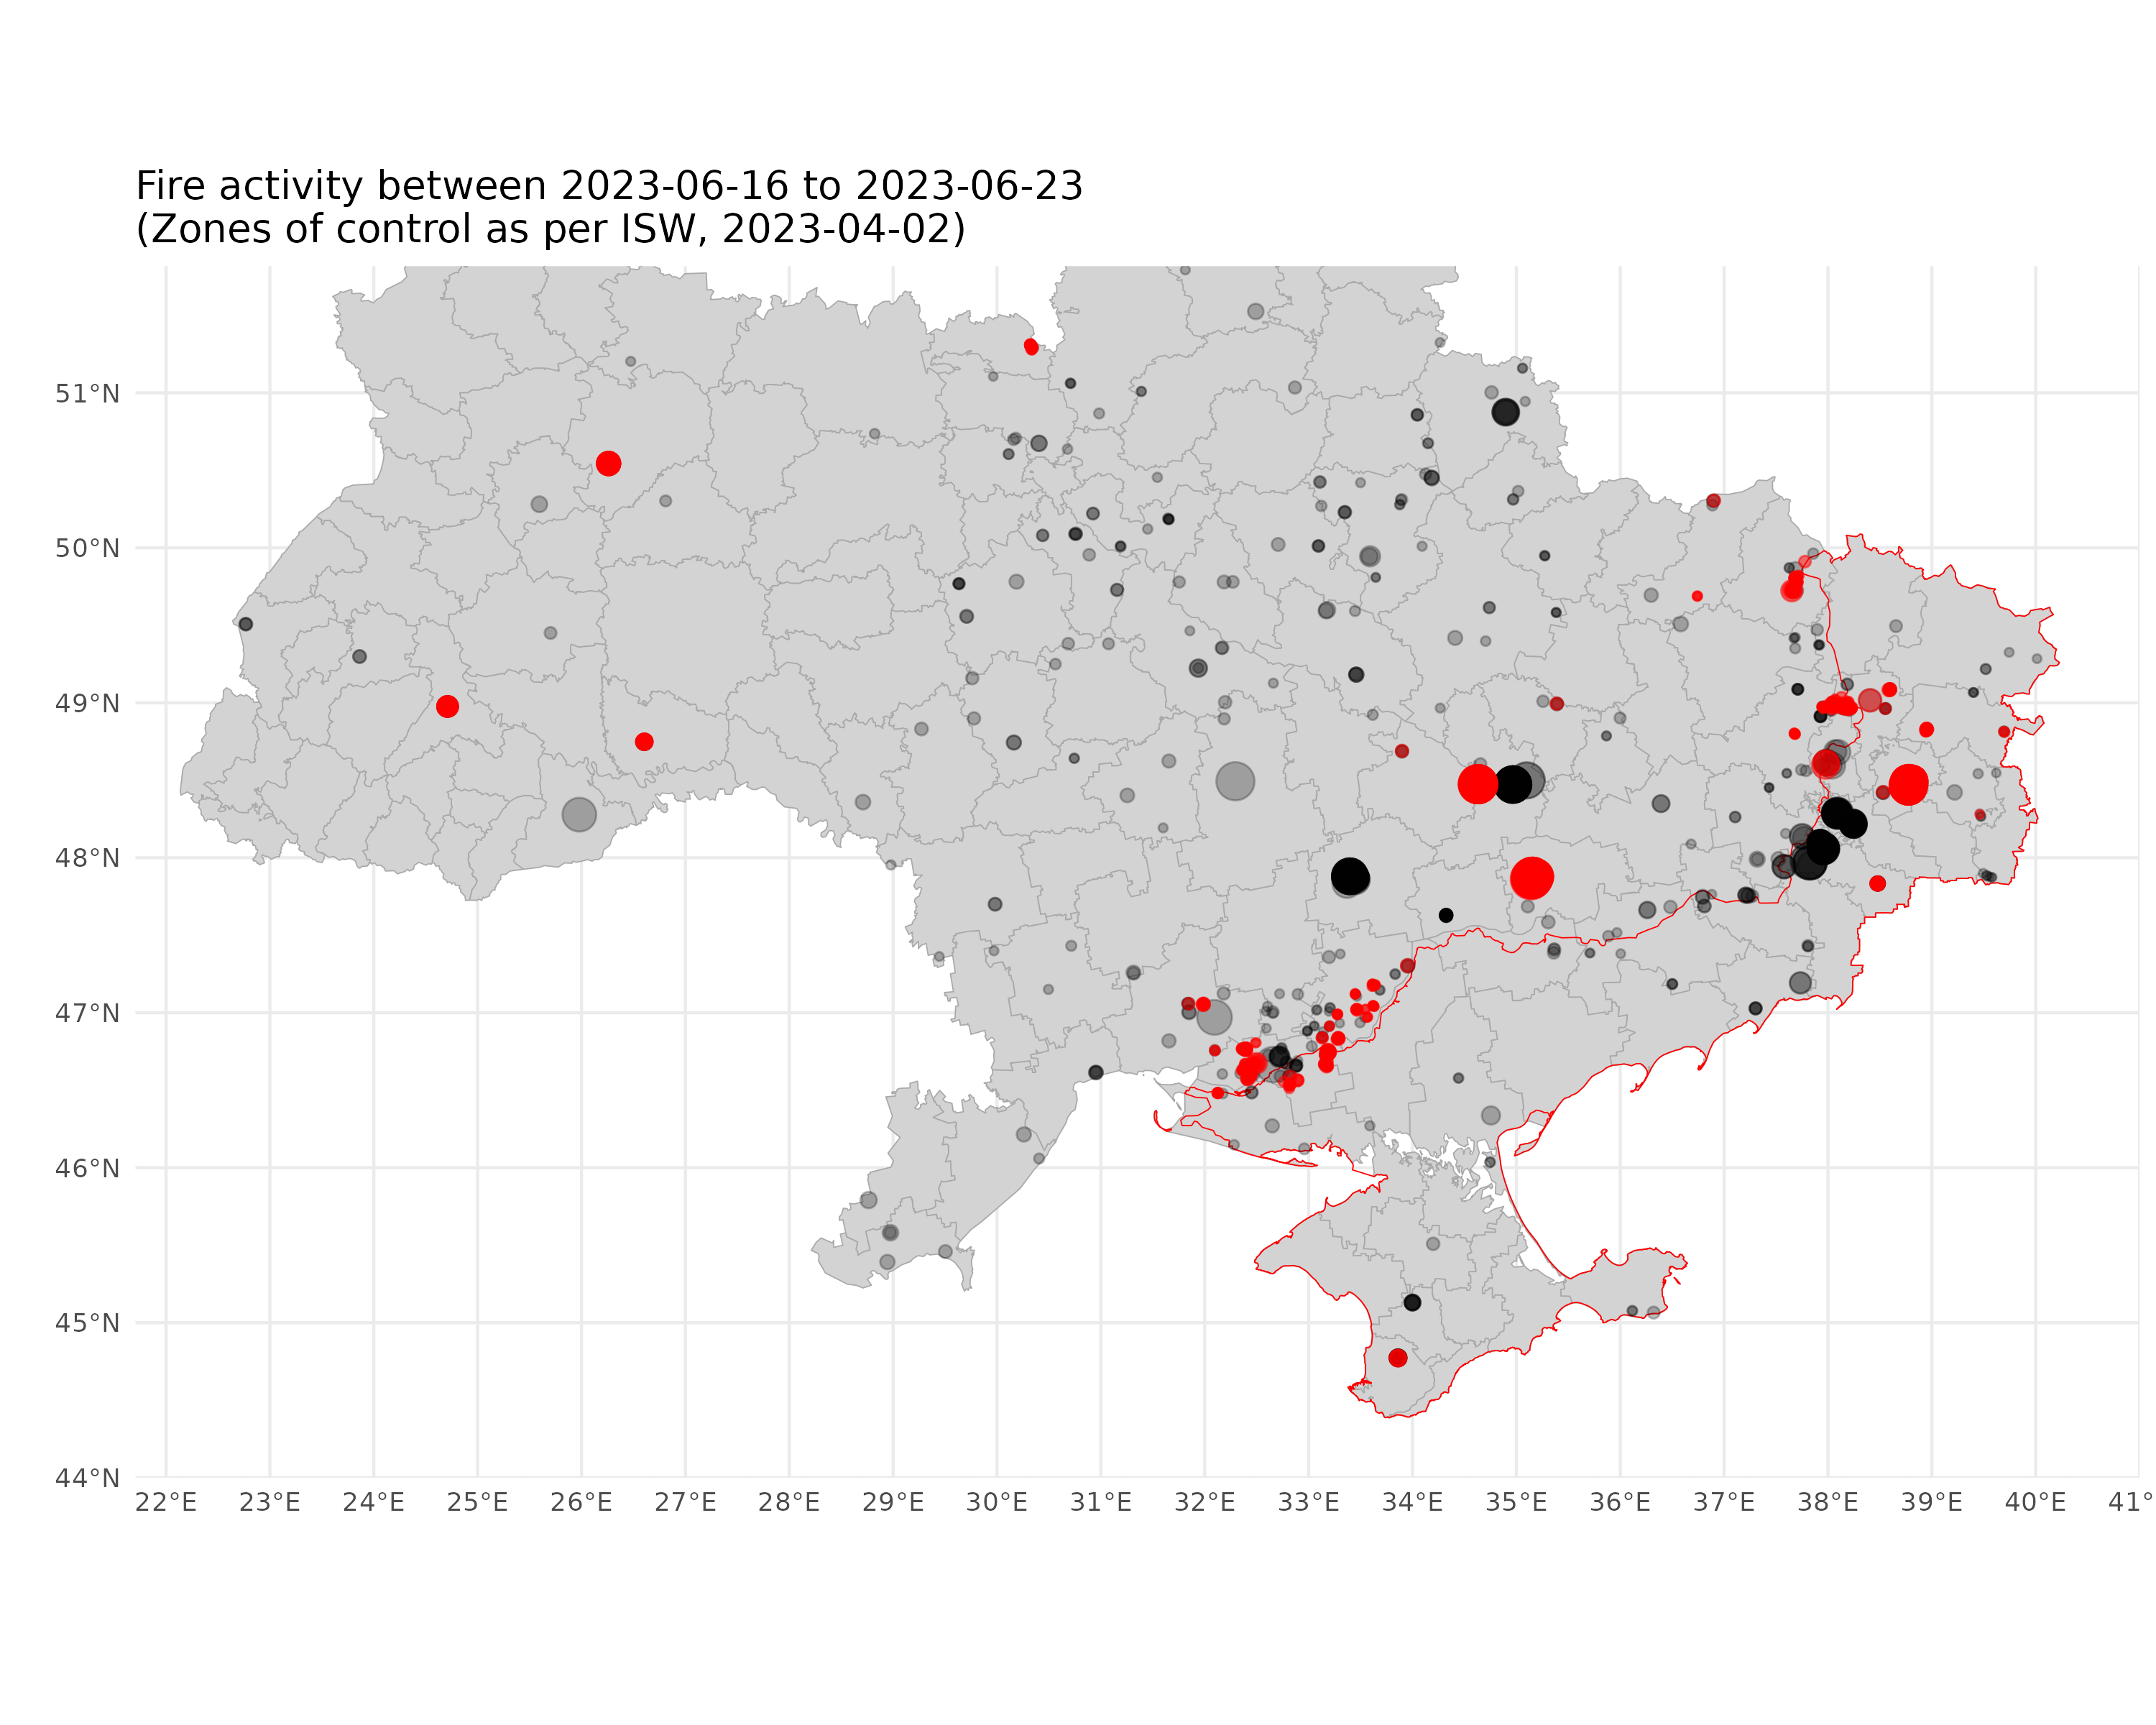 Fire activity between 2023-06-16 to 2023-06-23
(Zones of control as per ISW, 2023-04-02)
51°N
50°N
49°N
48°N
47°N
46°N
45°N
44°N
22°E 23°E 24°E 25°E 26°E 27°E 28°E 29°E 30°E 31°E 32°E 33°E 34°E 35°E 36°E 37°E 38°E 39°E 40°E 41°